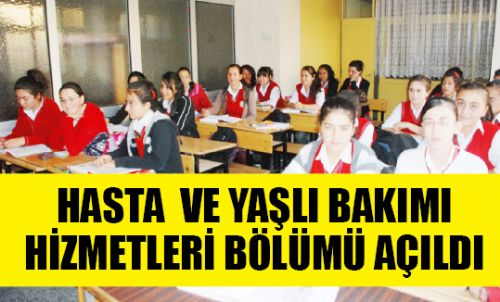 HASTA VE YAŞLI BAKIMI
HİZMETLERİ BÖLÜMÜ AÇILDI